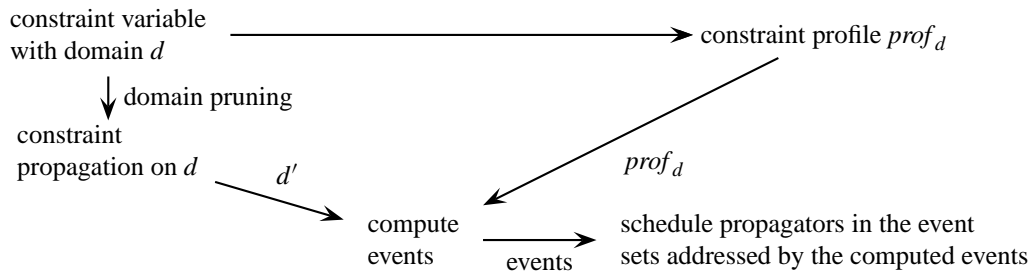 constraint variable
with domain d
constraint profile prof_d
domain pruning
constraint
propagation on d
d′
prof_d
compute
events
events
schedule propagators in the event
sets addressed by the computed events